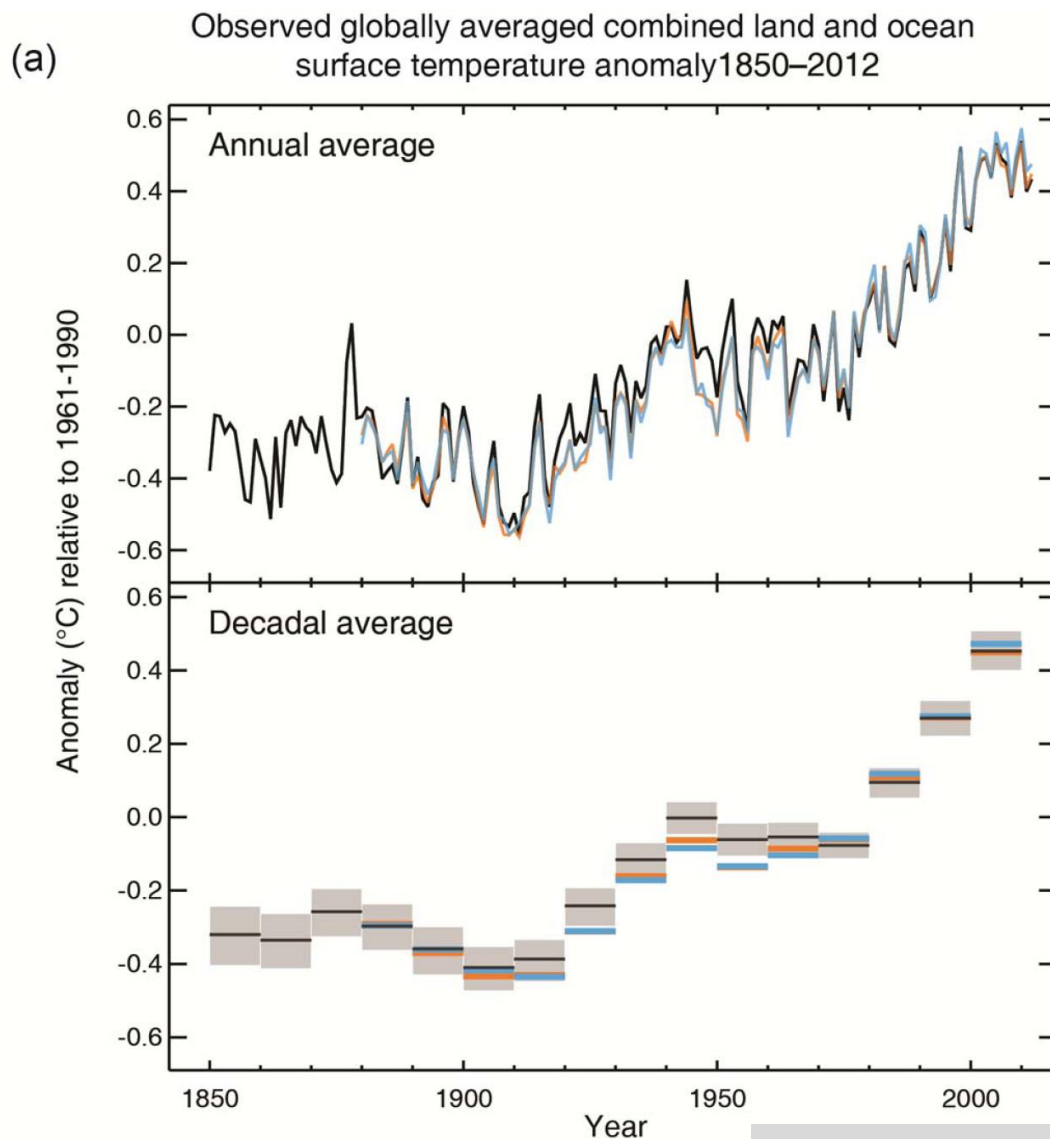 Observed globally averaged combined land and ocean
(a)
surface temperature anomaly1850–2012
Anomaly (°C) relative to 1961-1990
0.6
Annual average
0.4
0.2
0.0
-0.2
-0.4
-0.6
0.6
Decadal average
0.4
0.2
0.0
-0.2
-0.4
-0.6
1850
1900
1950
2000
Year